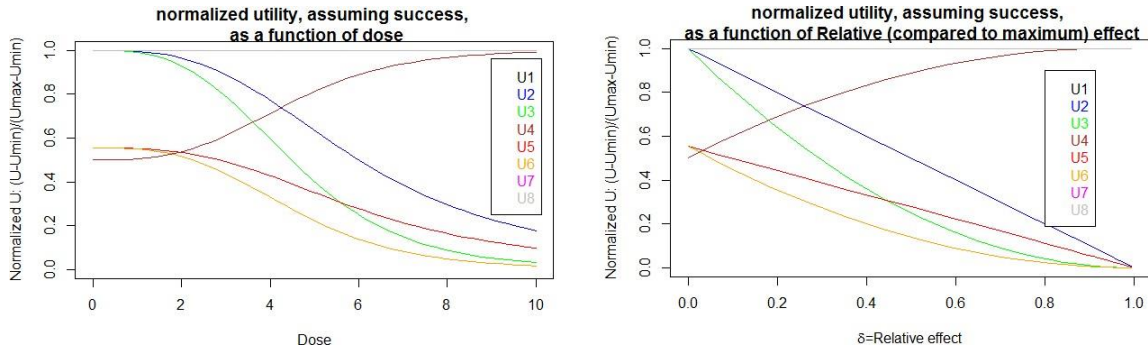 normalized utility, assuming success,
as a function of dose
Normalized U: (U-Umin)/(Umax-Umin)
1.0
0.8
0.6
0.4
0.2
0.0
U1
U2
U3
U4
U5
U6
U7
U8
0 2 4 6 8 10
Dose
normalized utility, assuming success,
as a function of Relative (compared to maximum) effect
Normalized U: (U-Umin)/(Umax-Umin)
1.0
0.8
0.6
0.4
0.2
0.0
U1
U2
U3
U4
U5
U6
U7
U8
0.0 0.2 0.4 0.6 0.8 1.0
δ=Relative effect